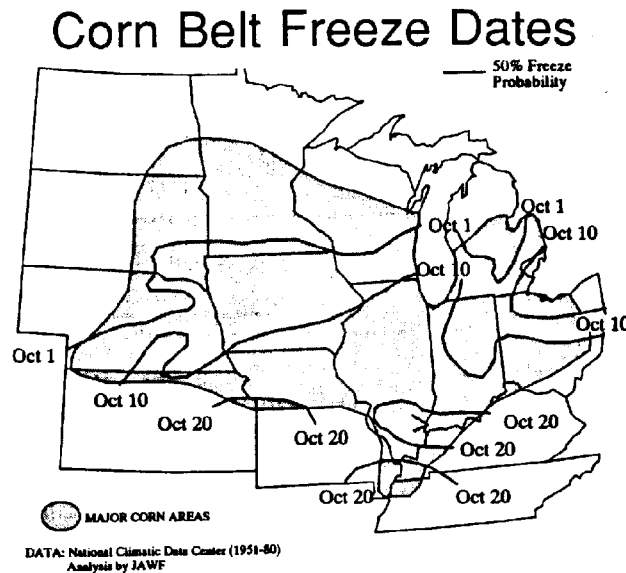 Corn Belt Freeze Dates
50% Freeze
Probability
Oct 1
Oct 1
Oct 10
Oct 10
Oct 10
Oct 1
Oct 10
Oct 20
Oct 20
Oct 20
Oct 20
Oct 20
Oct 20
MAJOR CORN AREAS
DATA: National Climatic Data Center (1951-80)
Analysis by JAWF